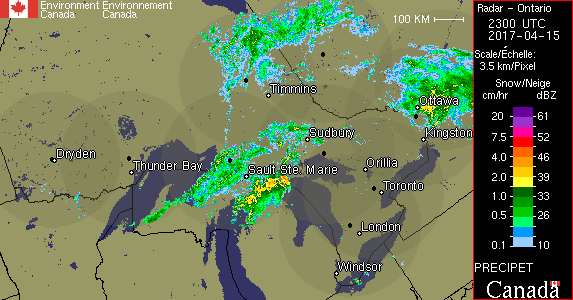 Environment Environnement
Canada Canada
100 KM
Radar - Ontario
2300 UTC
2017-04-15
Scale/Échelle:
3.5 km/Pixel
Snow/Neige
cm/hr dBZ
20 61
7.5 52
4.0 46
2.0 39
1.0 33
0.5 26
0.1 10
PRECIPET
Canada
Timmins
Ottawa
Kingston
Sudbury
Dryden
Thunder Bay
Sault Ste. Marie
Orillia
Toronto
London
Windsor